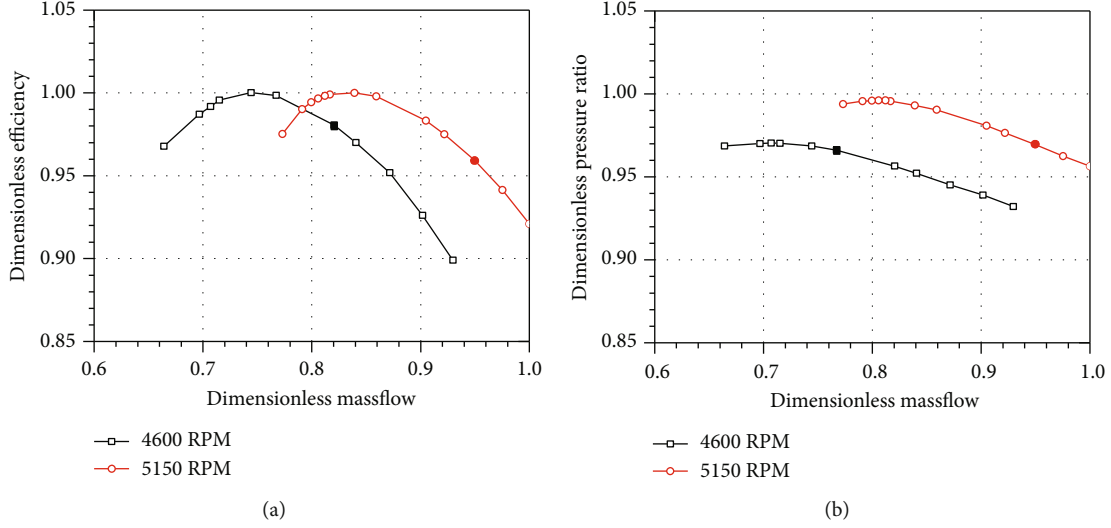 1.05
1.00
0.95
0.90
0.85
Dimensionless efficiency
0.6
0.7
0.8
0.9
1.0
Dimensionless massflow
4600 RPM
5150 RPM
(a)
1.05
1.00
0.95
0.90
0.85
Dimensionless pressure ratio
0.6
0.7
0.8
0.9
1.0
Dimensionless massflow
4600 RPM
5150 RPM
(b)